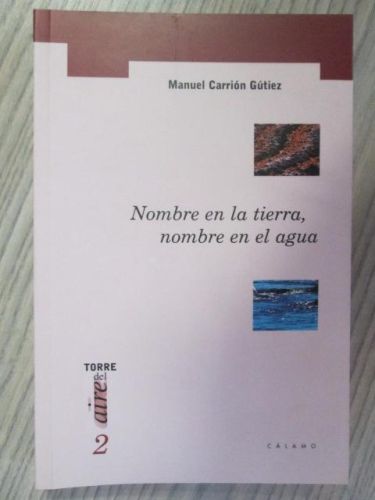 Manuel Carrión Gútiez
Nombre en la tierra,
nombre en el agua
TORRE
del
aire
2
CÁLAMO